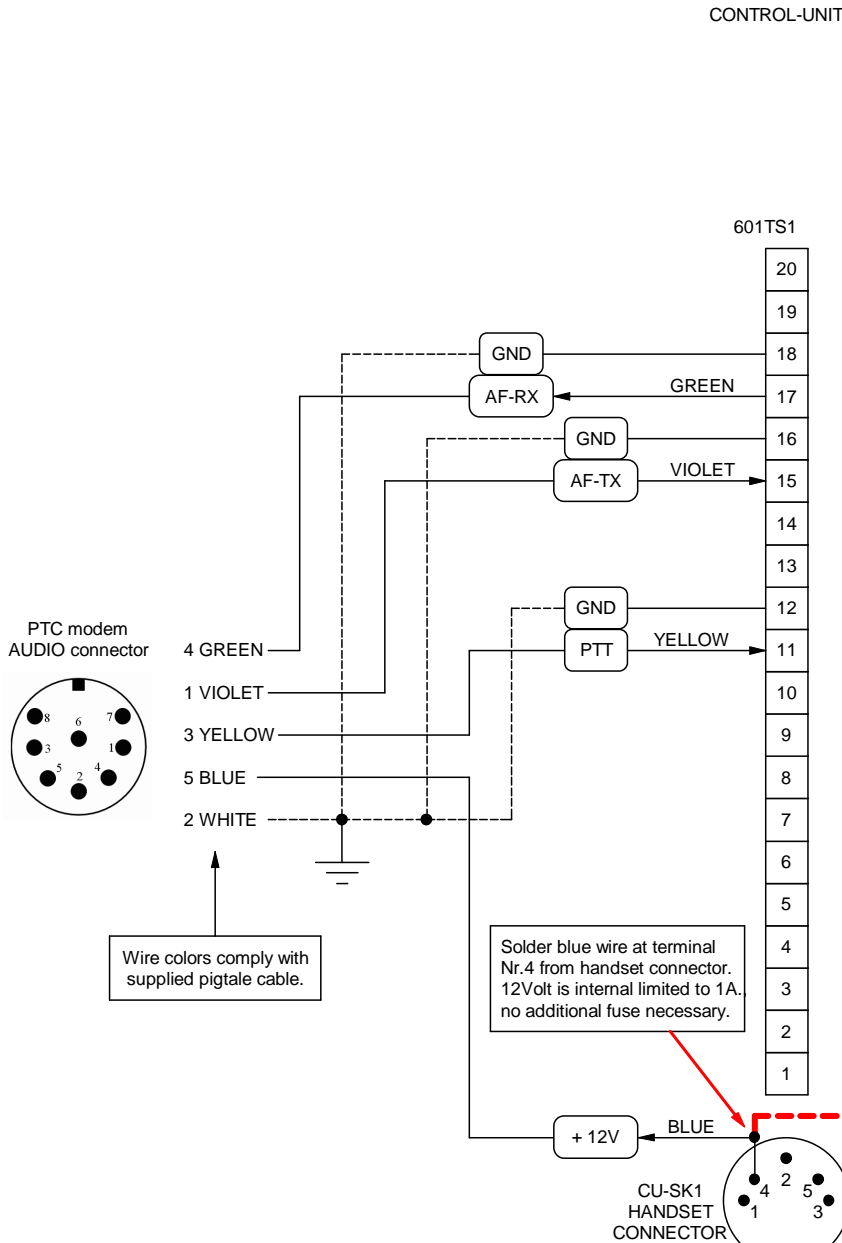 CONTROL-UNIT
601TS1
20
19
GND
18
AF-RX
GREEN
17
GND
16
AF-TX
VIOLET
15
14
13
GND
12
PTT
YELLOW
11
10
9
8
7
6
5
4
3
2
1
PTC modem
AUDIO connector
8
6
7
3
1
5
2
4
4 GREEN
1 VIOLET
3 YELLOW
5 BLUE
2 WHITE
Wire colors comply with
supplied pigtale cable.
Solder blue wire at terminal
Nr.4 from handset connector.
12Volt is internal limited to 1A.,
no additional fuse necessary.
+ 12V
BLUE
CU-SK1
HANDSET
CONNECTOR
4
2
5
1
3